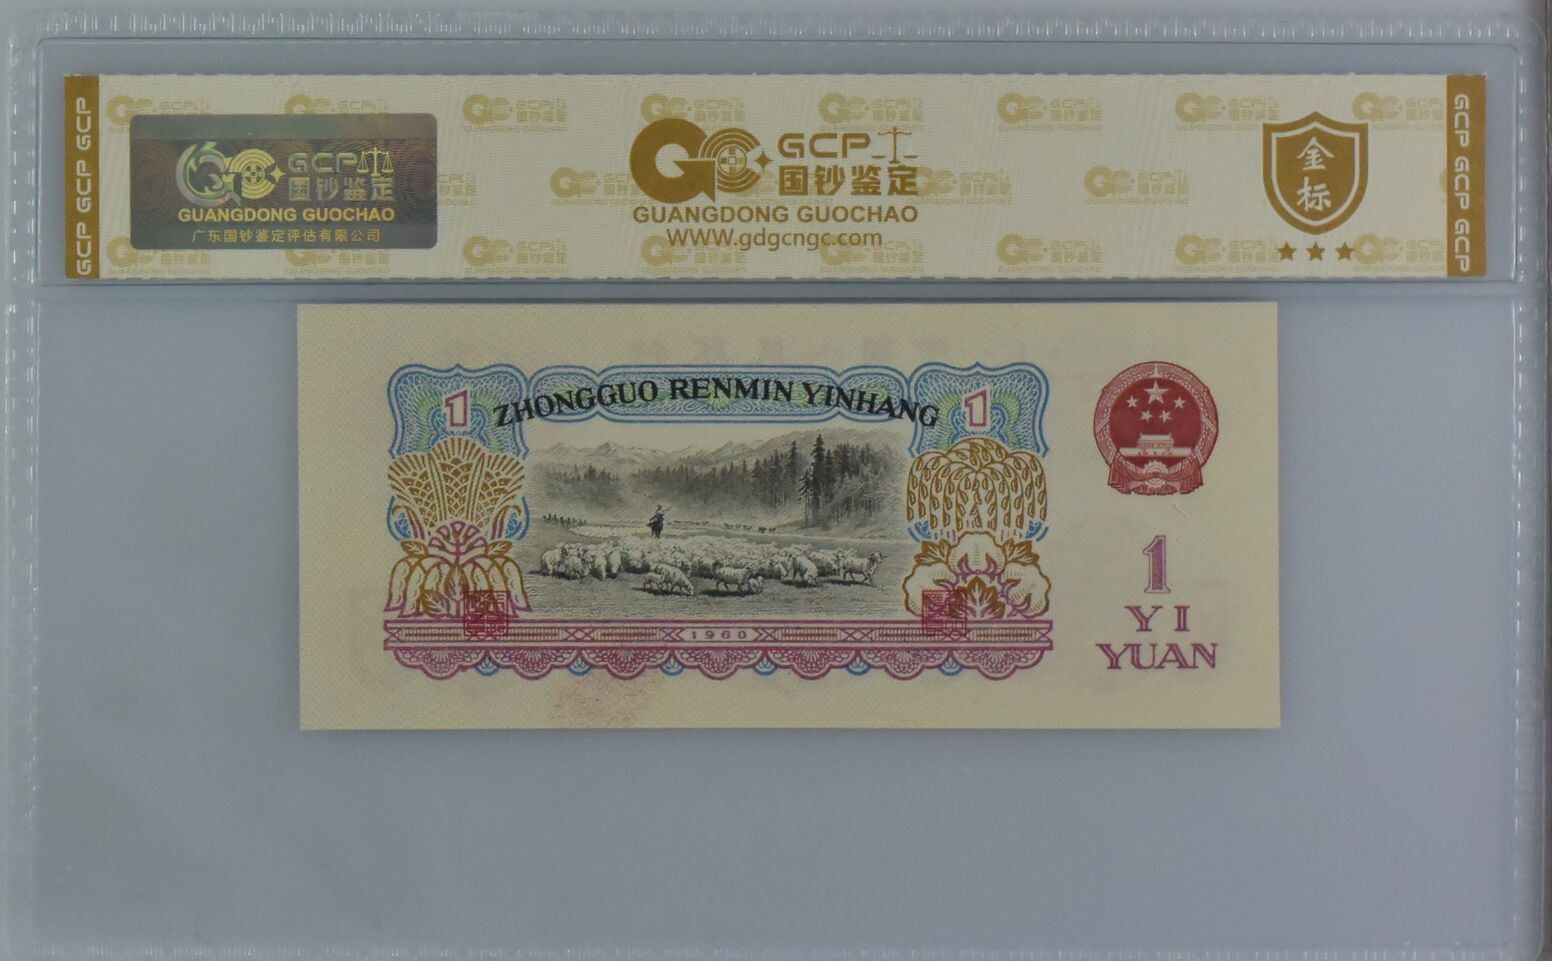 GCP GCP GCP
GCP
国钞鉴定
GUANGDONG GUOCHAO
广东国钞鉴定评估有限公司
GCP
国钞鉴定
GUANGDONG GUOCHAO
WWW.gdgcngc.com
金
标
GCP GCP GCP
1
ZHONGGUO RENMIN YINHANG
1
1960
1
YI
YUAN